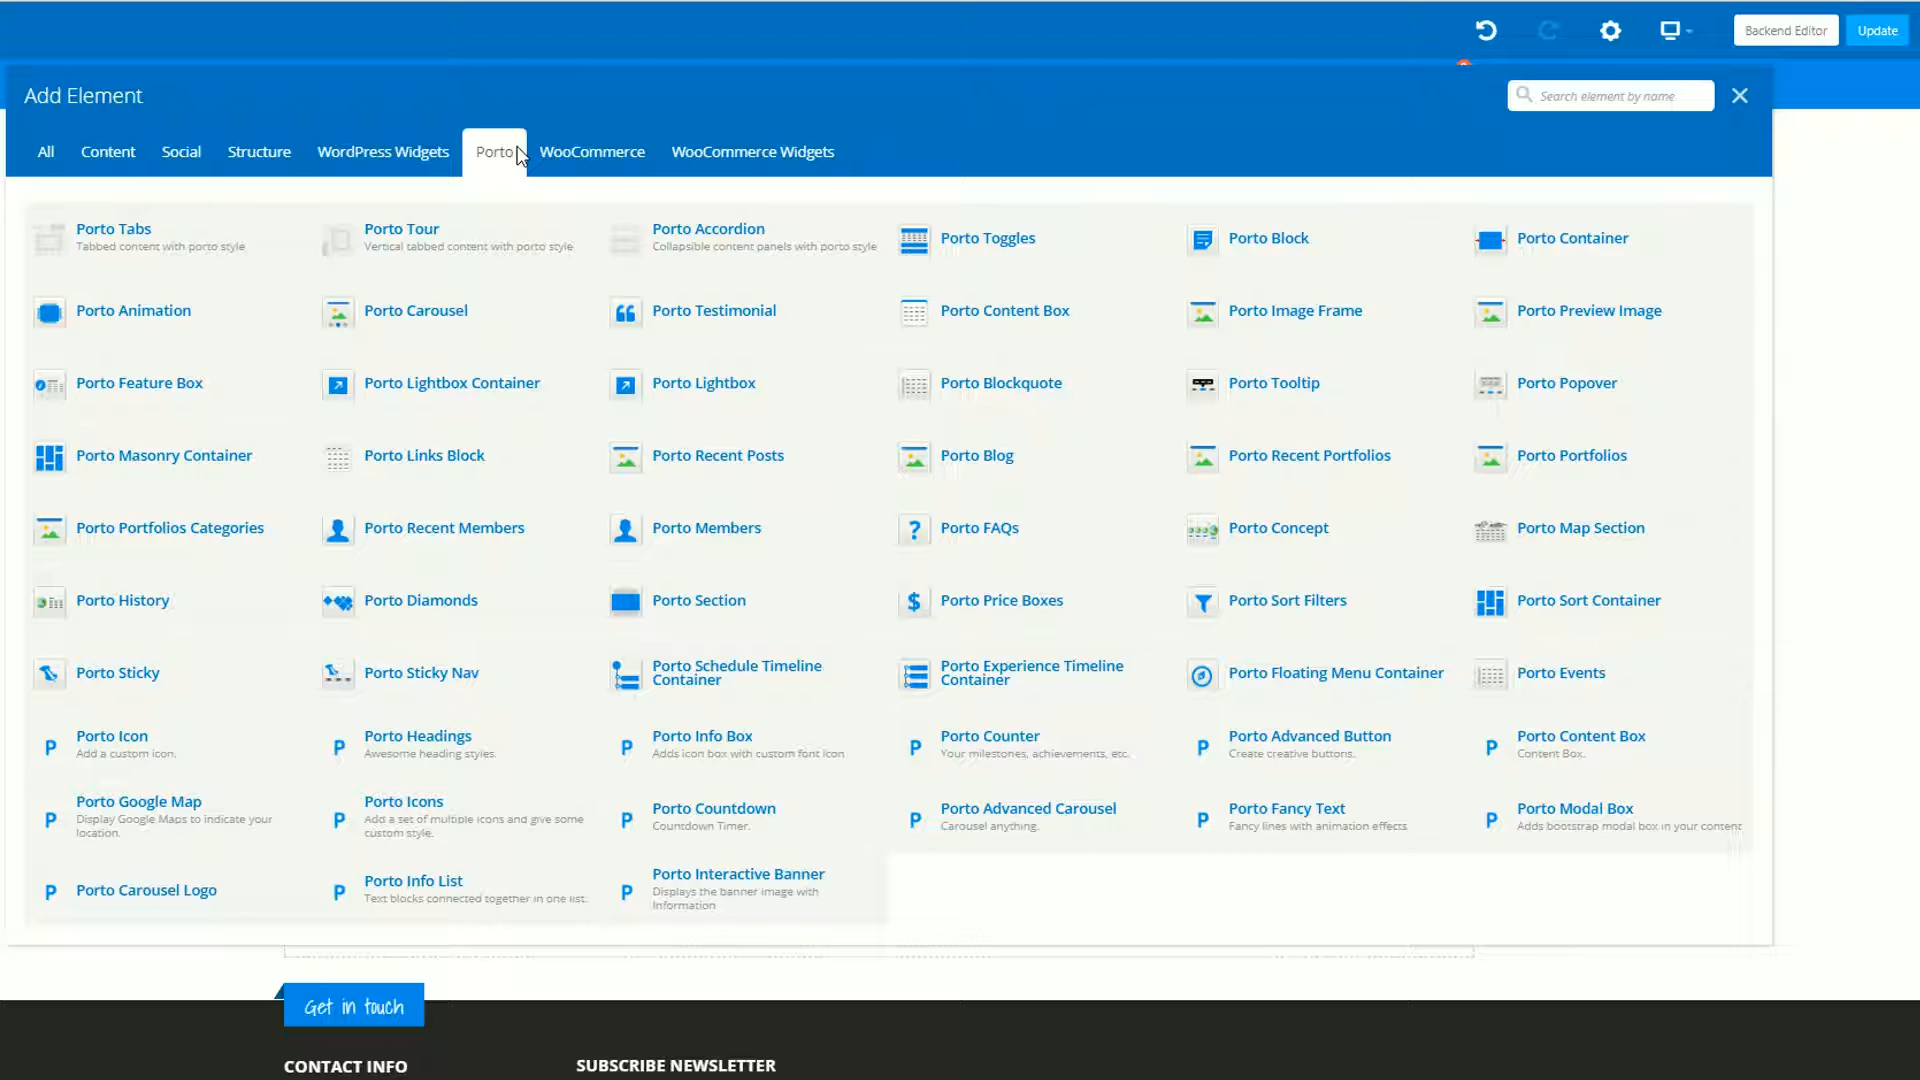 Backend Editor
Update
Add Element
Search element by name
All
Content
Social
Structure
WordPress Widgets
Porto
WooCommerce
WooCommerce Widgets
Porto Tabs
Tabbed content with porto style
Porto Tour
Vertical tabbed content with porto style
Porto Accordion
Collapsible content panels with porto style
Porto Toggles
Porto Block
Porto Container
Porto Animation
Porto Carousel
Porto Testimonial
Porto Content Box
Porto Image Frame
Porto Preview Image
Porto Feature Box
Porto Lightbox Container
Porto Lightbox
Porto Blockquote
Porto Tooltip
Porto Popover
Porto Masonry Container
Porto Links Block
Porto Recent Posts
Porto Blog
Porto Recent Portfolios
Porto Portfolios
Porto Portfolios Categories
Porto Recent Members
Porto Members
Porto FAQs
Porto Concept
Porto Map Section
Porto History
Porto Diamonds
Porto Section
Porto Price Boxes
Porto Sort Filters
Porto Sort Container
Porto Sticky
Porto Sticky Nav
Porto Schedule Timeline
Container
Porto Experience Timeline
Container
Porto Floating Menu Container
Porto Events
P
Porto Icon
Add a custom icon.
P
Porto Headings
Awesome heading styles.
P
Porto Info Box
Adds icon box with custom font icon
P
Porto Counter
Your milestones, achievements, etc.
P
Porto Advanced Button
Create creative buttons.
P
Porto Content Box
Content Box.
P
Porto Google Map
Display Google Maps to indicate your
location.
P
Porto Icons
Add a set of multiple icons and give some
custom style.
P
Porto Countdown
Countdown Timer.
P
Porto Advanced Carousel
Carousel anything.
P
Porto Fancy Text
Fancy lines with animation effects
P
Porto Modal Box
Adds bootstrap modal box in your content
P
Porto Carousel Logo
P
Porto Info List
Text blocks connected together in one list.
P
Porto Interactive Banner
Displays the banner image with
Information
Get in touch
CONTACT INFO
SUBSCRIBE NEWSLETTER